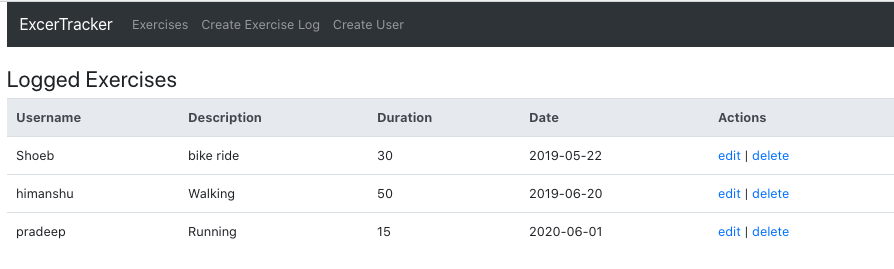 ExcerTracker Exercises Create Exercise Log Create User
Logged Exercises
Username Description Duration Date Actions
Shoeb bike ride 30 2019-05-22 edit | delete
himanshu Walking 50 2019-06-20 edit | delete
pradeep Running 15 2020-06-01 edit | delete